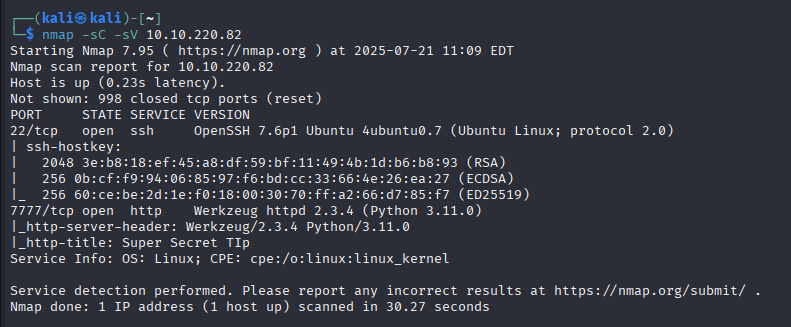 ┌──(kali㉿kali)-[~]
└─$ nmap -sC -sV 10.10.220.82
Starting Nmap 7.95 ( https://nmap.org ) at 2025-07-21 11:09 EDT
Nmap scan report for 10.10.220.82
Host is up (0.23s latency).
Not shown: 998 closed tcp ports (reset)
PORT     STATE SERVICE VERSION
22/tcp   open  ssh     OpenSSH 7.6p1 Ubuntu 4ubuntu0.7 (Ubuntu Linux; protocol 2.0)
| ssh-hostkey:
|   2048 3e:b8:18:ef:45:a8:df:59:bf:11:49:4b:1d:b6:b8:93 (RSA)
|   256 0b:cf:f9:94:06:85:97:f6:bd:cc:33:66:4e:26:ea:27 (ECDSA)
|_  256 60:ce:be:2d:1e:f0:18:00:30:70:ff:a2:66:d7:85:f7 (ED25519)
7777/tcp open  http    Werkzeug httpd 2.3.4 (Python 3.11.0)
|_http-server-header: Werkzeug/2.3.4 Python/3.11.0
|_http-title: Super Secret TIp
Service Info: OS: Linux; CPE: cpe:/o:linux:linux_kernel
Service detection performed. Please report any incorrect results at https://nmap.org/submit/ .
Nmap done: 1 IP address (1 host up) scanned in 30.27 seconds